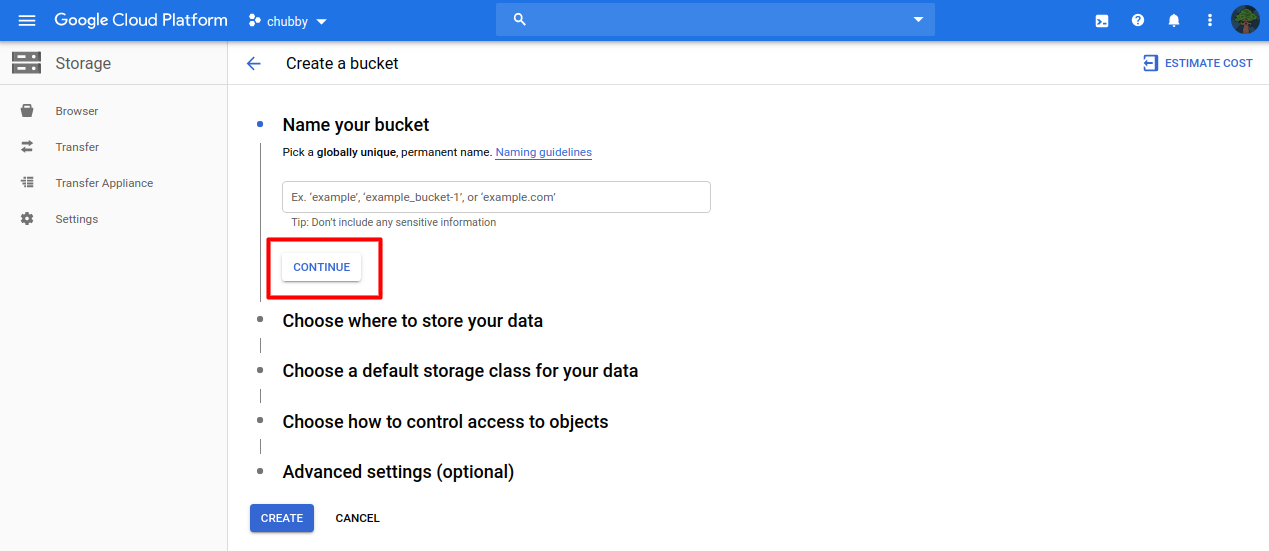 Google Cloud Platform chubby
Storage
Create a bucket
ESTIMATE COST
Browser
Transfer
Transfer Appliance
Settings
Name your bucket
Pick a globally unique, permanent name. Naming guidelines
Ex. ‘example’, ‘example_bucket-1’, or ‘example.com’
Tip: Don’t include any sensitive information
CONTINUE
Choose where to store your data
Choose a default storage class for your data
Choose how to control access to objects
Advanced settings (optional)
CREATE CANCEL